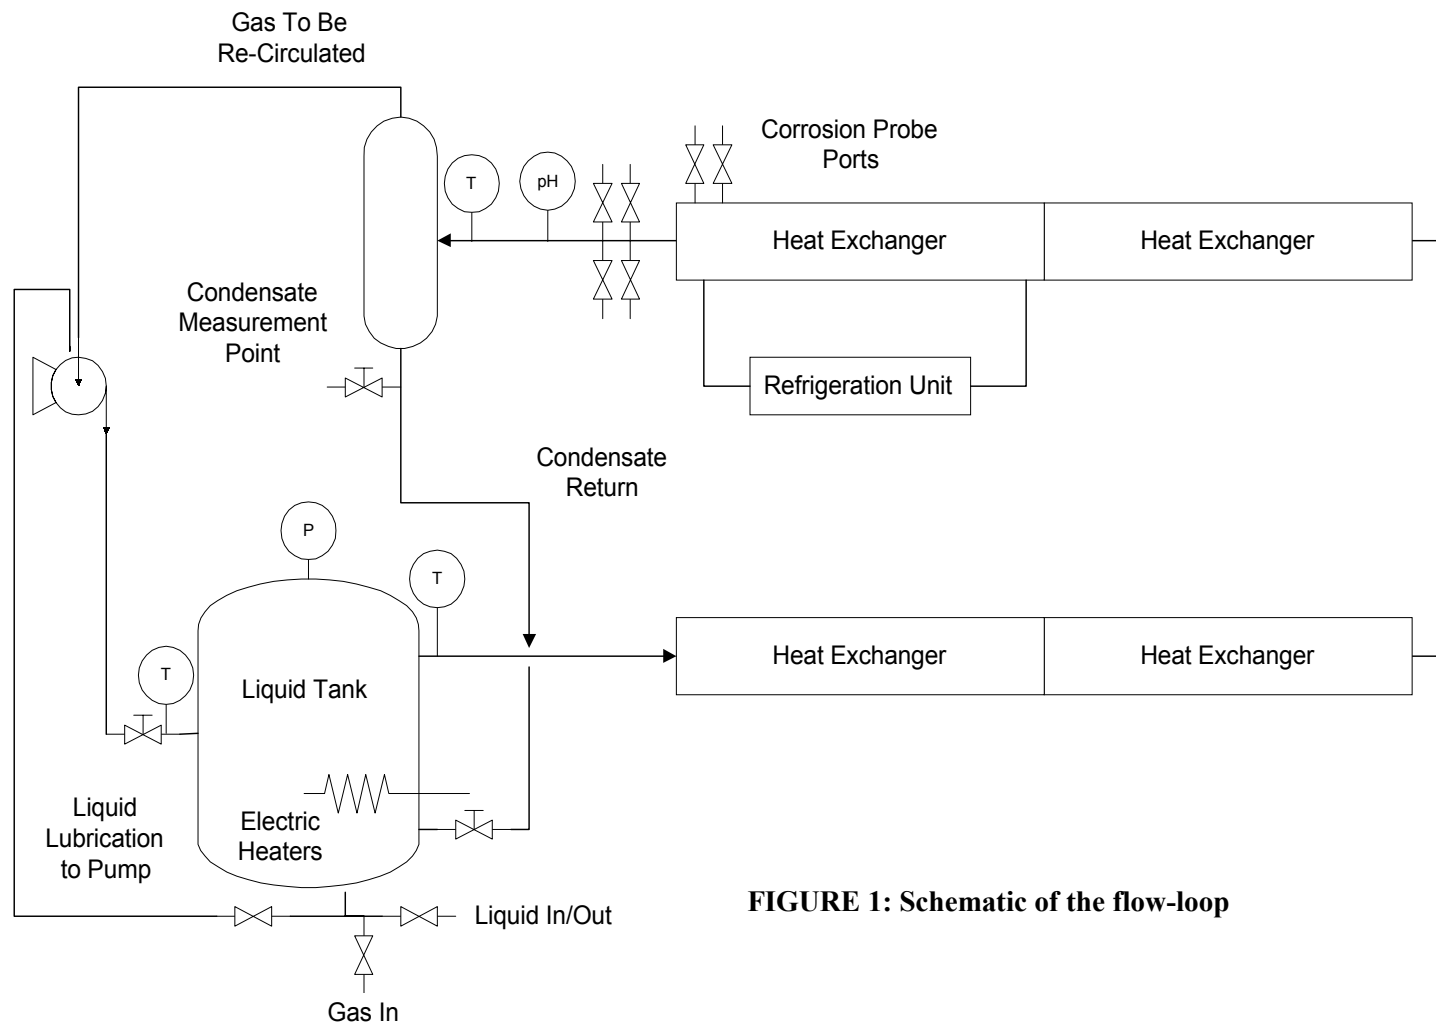 Gas To Be
Re-Circulated
Corrosion Probe
Ports
T
pH
Heat Exchanger
Heat Exchanger
Condensate
Measurement
Point
Refrigeration Unit
Condensate
Return
P
T
T
Liquid Tank
Heat Exchanger
Heat Exchanger
Liquid
Lubrication
to Pump
Electric
Heaters
Liquid In/Out
Gas In
FIGURE 1: Schematic of the flow-loop